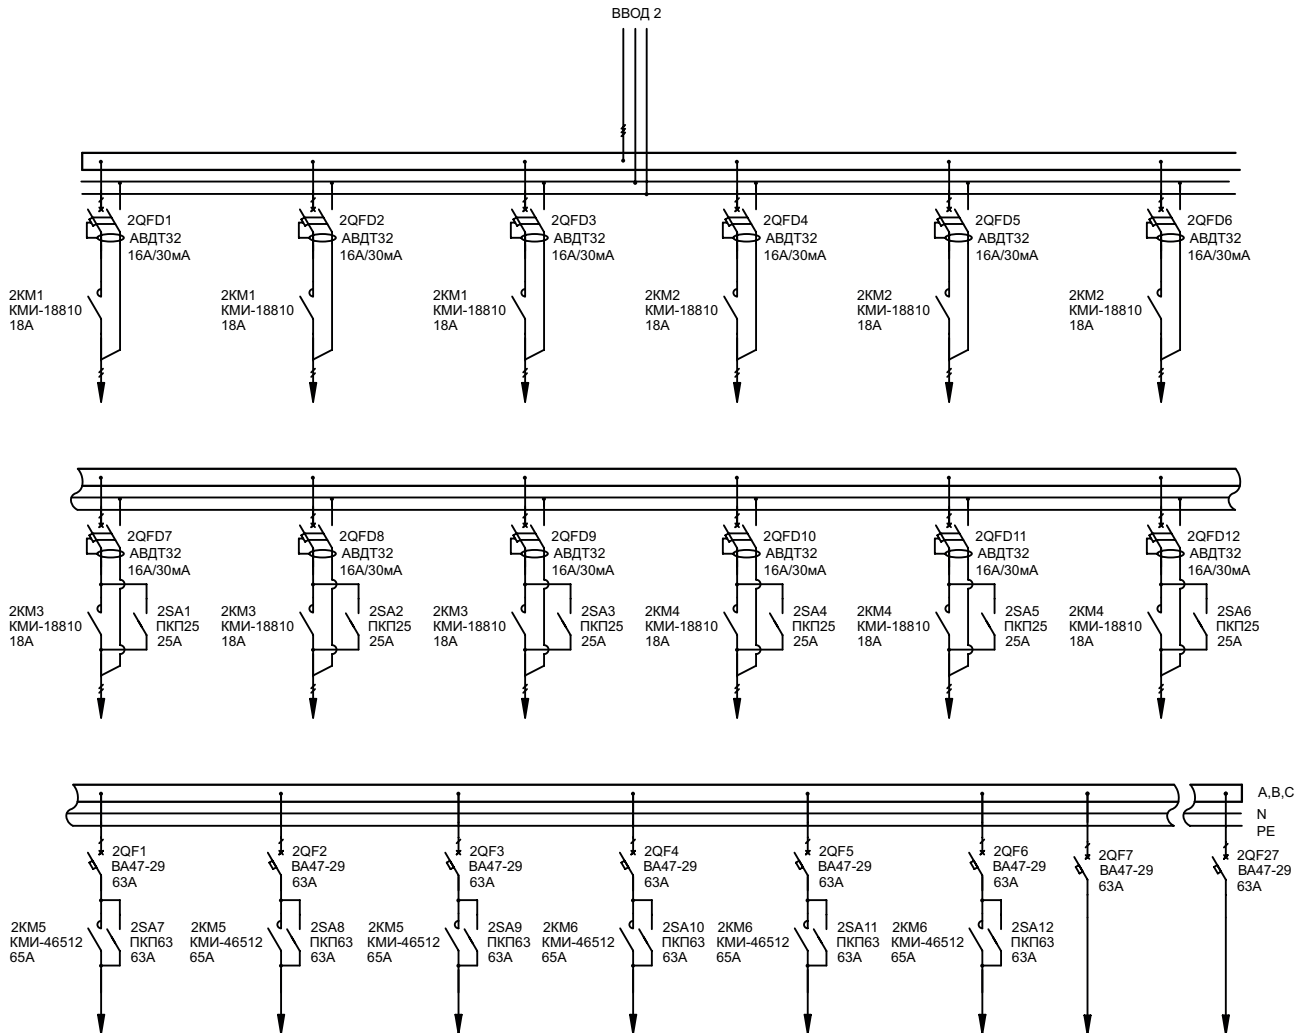 ВВОД 2
2QFD1
АВДТ32
16А/30мА
2QFD2
АВДТ32
16А/30мА
2QFD3
АВДТ32
16А/30мА
2QFD4
АВДТ32
16А/30мА
2QFD5
АВДТ32
16А/30мА
2QFD6
АВДТ32
16А/30мА
2КМ1
КМИ-18810
18А
2КМ1
КМИ-18810
18А
2КМ1
КМИ-18810
18А
2КМ2
КМИ-18810
18А
2КМ2
КМИ-18810
18А
2КМ2
КМИ-18810
18А
2QFD7
АВДТ32
16А/30мА
2QFD8
АВДТ32
16А/30мА
2QFD9
АВДТ32
16А/30мА
2QFD10
АВДТ32
16А/30мА
2QFD11
АВДТ32
16А/30мА
2QFD12
АВДТ32
16А/30мА
2КМ3
КМИ-18810
18А
2SA1
ПКП25
25А
2КМ3
КМИ-18810
18А
2SA2
ПКП25
25А
2КМ3
КМИ-18810
18А
2SA3
ПКП25
25А
2КМ4
КМИ-18810
18А
2SA4
ПКП25
25А
2КМ4
КМИ-18810
18А
2SA5
ПКП25
25А
2КМ4
КМИ-18810
18А
2SA6
ПКП25
25А
А,В,С
N
PE
2QF1
ВА47-29
63А
2QF2
ВА47-29
63А
2QF3
ВА47-29
63А
2QF4
ВА47-29
63А
2QF5
ВА47-29
63А
2QF6
ВА47-29
63А
2QF7
ВА47-29
63А
2QF27
ВА47-29
63А
2КМ5
КМИ-46512
65А
2SA7
ПКП63
63А
2КМ5
КМИ-46512
65А
2SA8
ПКП63
63А
2КМ5
КМИ-46512
65А
2SA9
ПКП63
63А
2КМ6
КМИ-46512
65А
2SA10
ПКП63
63А
2КМ6
КМИ-46512
65А
2SA11
ПКП63
63А
2КМ6
КМИ-46512
65А
2SA12
ПКП63
63А